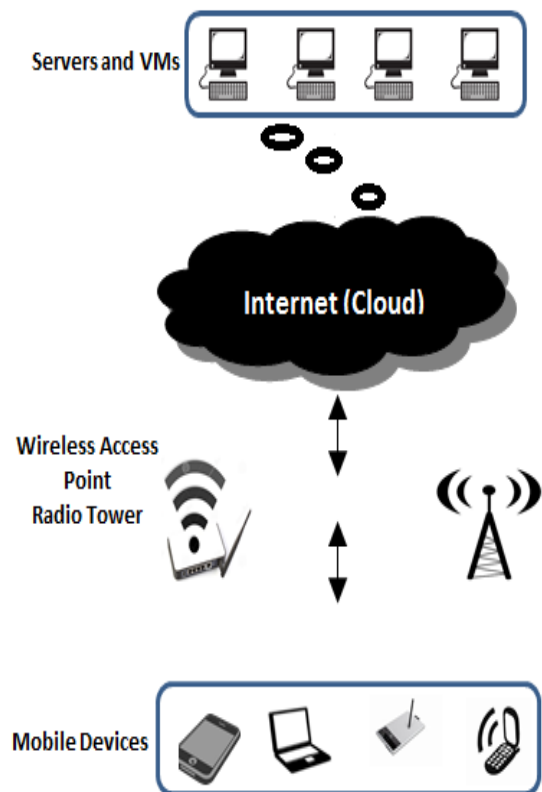 Servers and VMs
Internet (Cloud)
Wireless Access
Point
Radio Tower
Mobile Devices